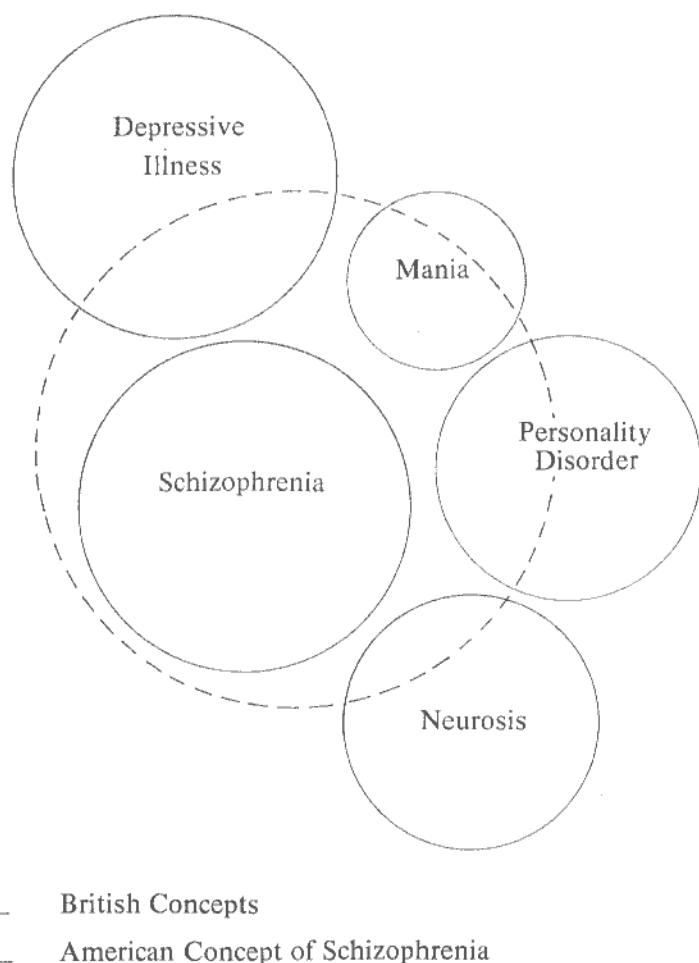 Depressive
Illness
Mania
Personality
Disorder
Schizophrenia
Neurosis
British Concepts
American Concept of Schizophrenia